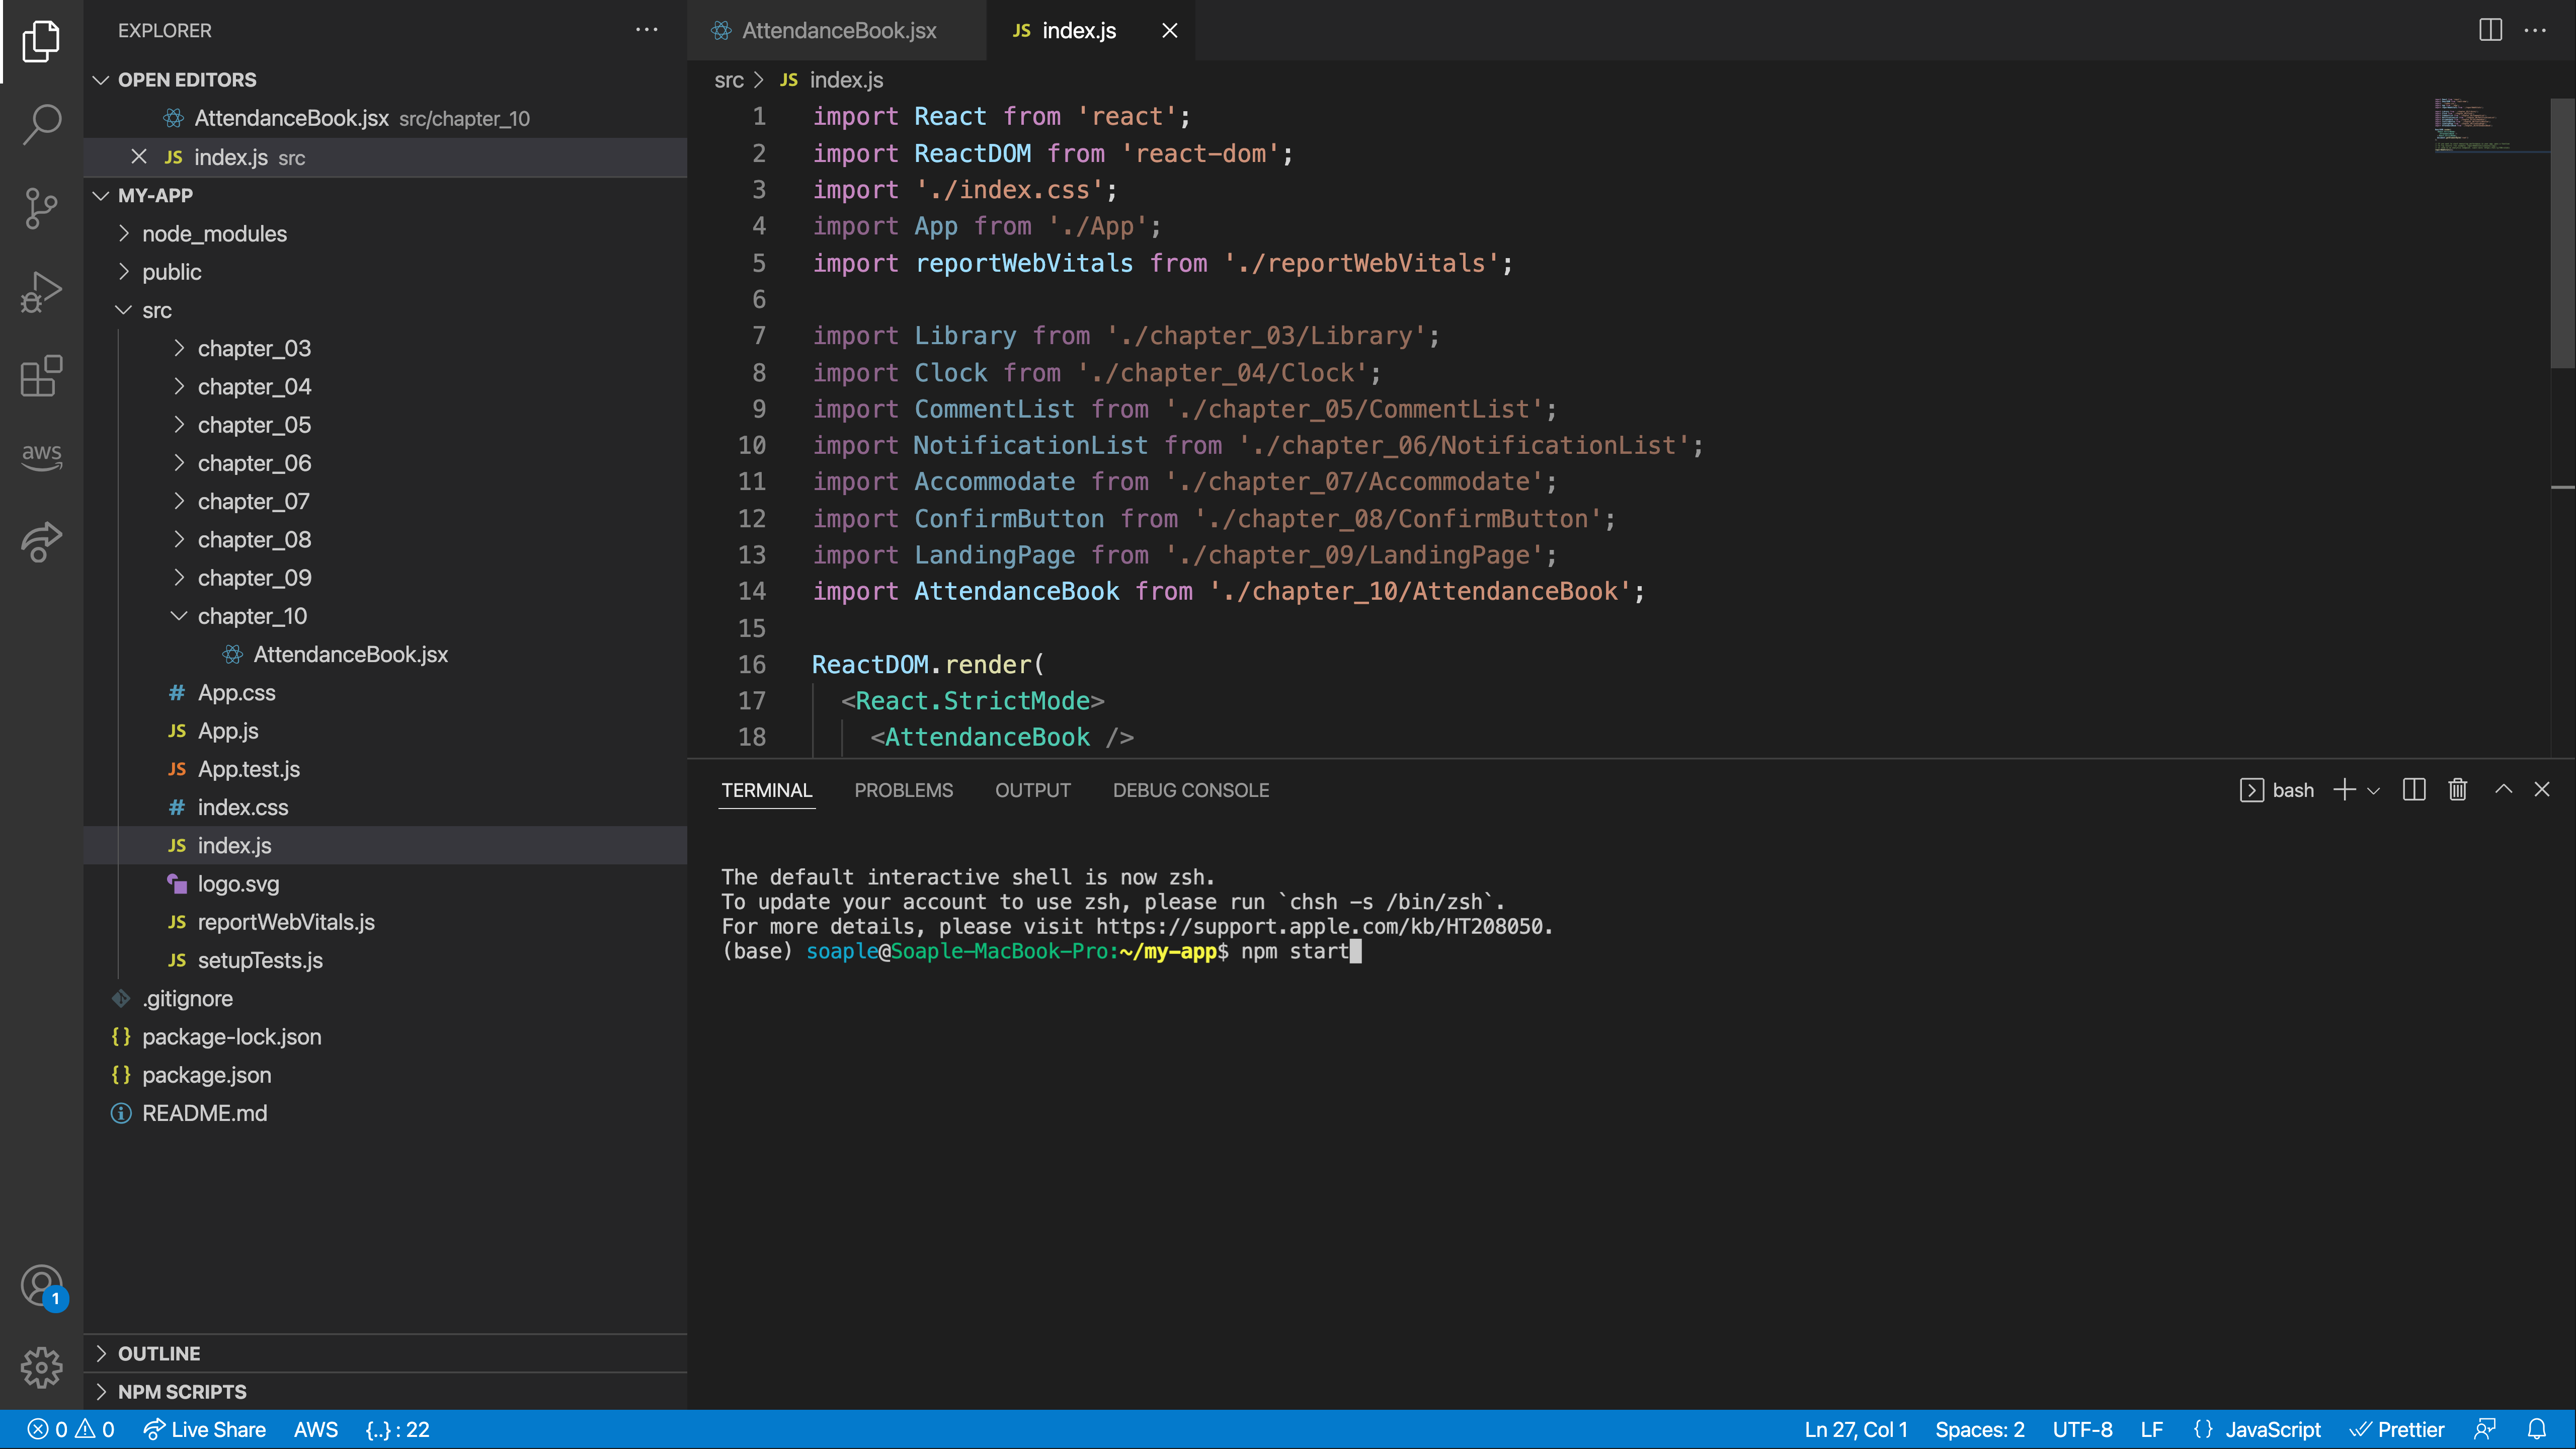 EXPLORER
OPEN EDITORS
AttendanceBook.jsx src/chapter_10
JS index.js src
MY-APP
node_modules
public
src
chapter_03
chapter_04
chapter_05
chapter_06
chapter_07
chapter_08
chapter_09
chapter_10
AttendanceBook.jsx
# App.css
JS App.js
JS App.test.js
# index.css
JS index.js
logo.svg
JS reportWebVitals.js
JS setupTests.js
.gitignore
{} package-lock.json
{} package.json
README.md
OUTLINE
NPM SCRIPTS
aws
1
AttendanceBook.jsx
JS index.js
src > JS index.js
1 import React from 'react';
2 import ReactDOM from 'react-dom';
3 import './index.css';
4 import App from './App';
5 import reportWebVitals from './reportWebVitals';
6
7 import Library from './chapter_03/Library';
8 import Clock from './chapter_04/Clock';
9 import CommentList from './chapter_05/CommentList';
10 import NotificationList from './chapter_06/NotificationList';
11 import Accommodate from './chapter_07/Accommodate';
12 import ConfirmButton from './chapter_08/ConfirmButton';
13 import LandingPage from './chapter_09/LandingPage';
14 import AttendanceBook from './chapter_10/AttendanceBook';
15
16 ReactDOM.render(
17 <React.StrictMode>
18 <AttendanceBook />
TERMINAL PROBLEMS OUTPUT DEBUG CONSOLE bash
The default interactive shell is now zsh.
To update your account to use zsh, please run `chsh -s /bin/zsh`.
For more details, please visit https://support.apple.com/kb/HT208050.
(base) soaple@Soaple-MacBook-Pro:~/my-app$ npm start
0 0 Live Share AWS {..} : 22 Ln 27, Col 1 Spaces: 2 UTF-8 LF {} JavaScript Prettier